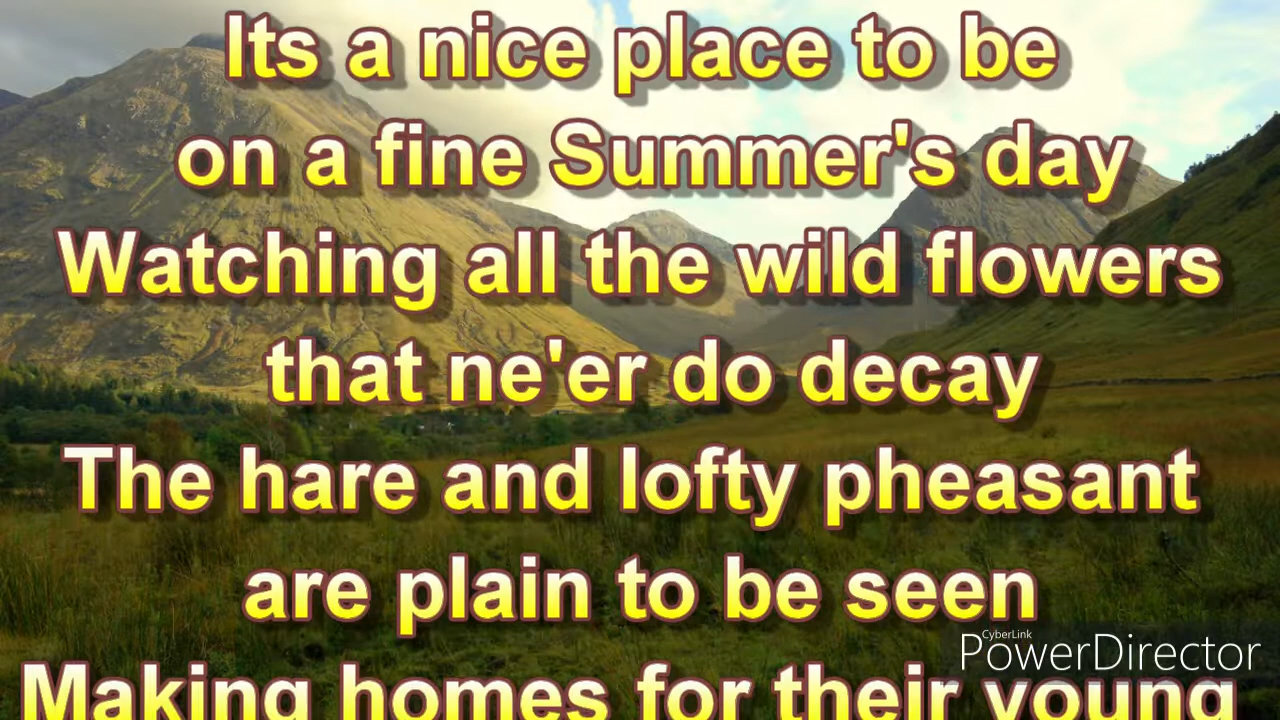 Its a nice place to be
on a fine Summer's day
Watching all the wild flowers
that ne'er do decay
The hare and lofty pheasant
are plain to be seen
CyberLink
PowerDirector
Making homes for their young